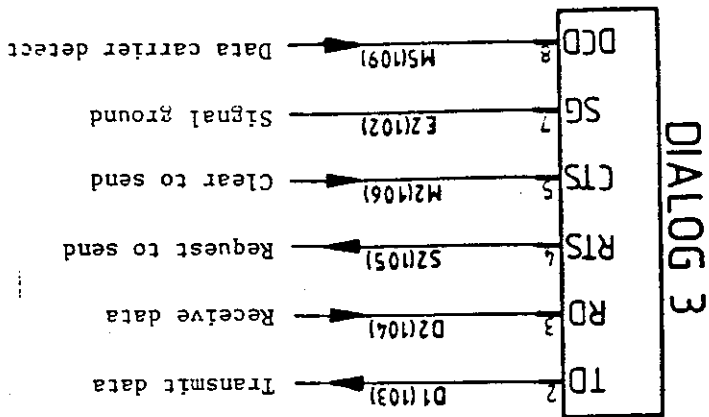 DIALOG 3
TD 2 D1(103) Transmit data
RD 3 D2(104) Receive data
RTS 4 S2(105) Request to send
CTS 5 M2(106) Clear to send
SG 7 E2(102) Signal ground
DCD 8 M5(109) Data carrier detect